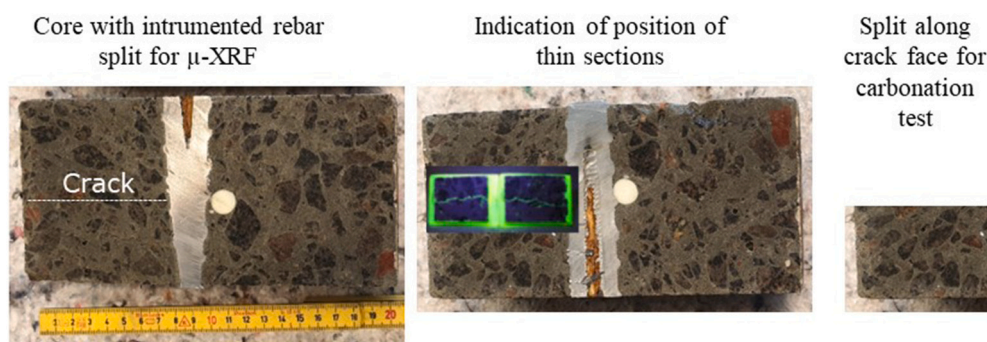 Core with intrumented rebar
split for µ-XRF
Indication of position of
thin sections
Split along
crack face for
carbonation
test
Crack
1 2 3 4 5 6 7 8 10 11 12 13 14 15 16 17 18 19 20